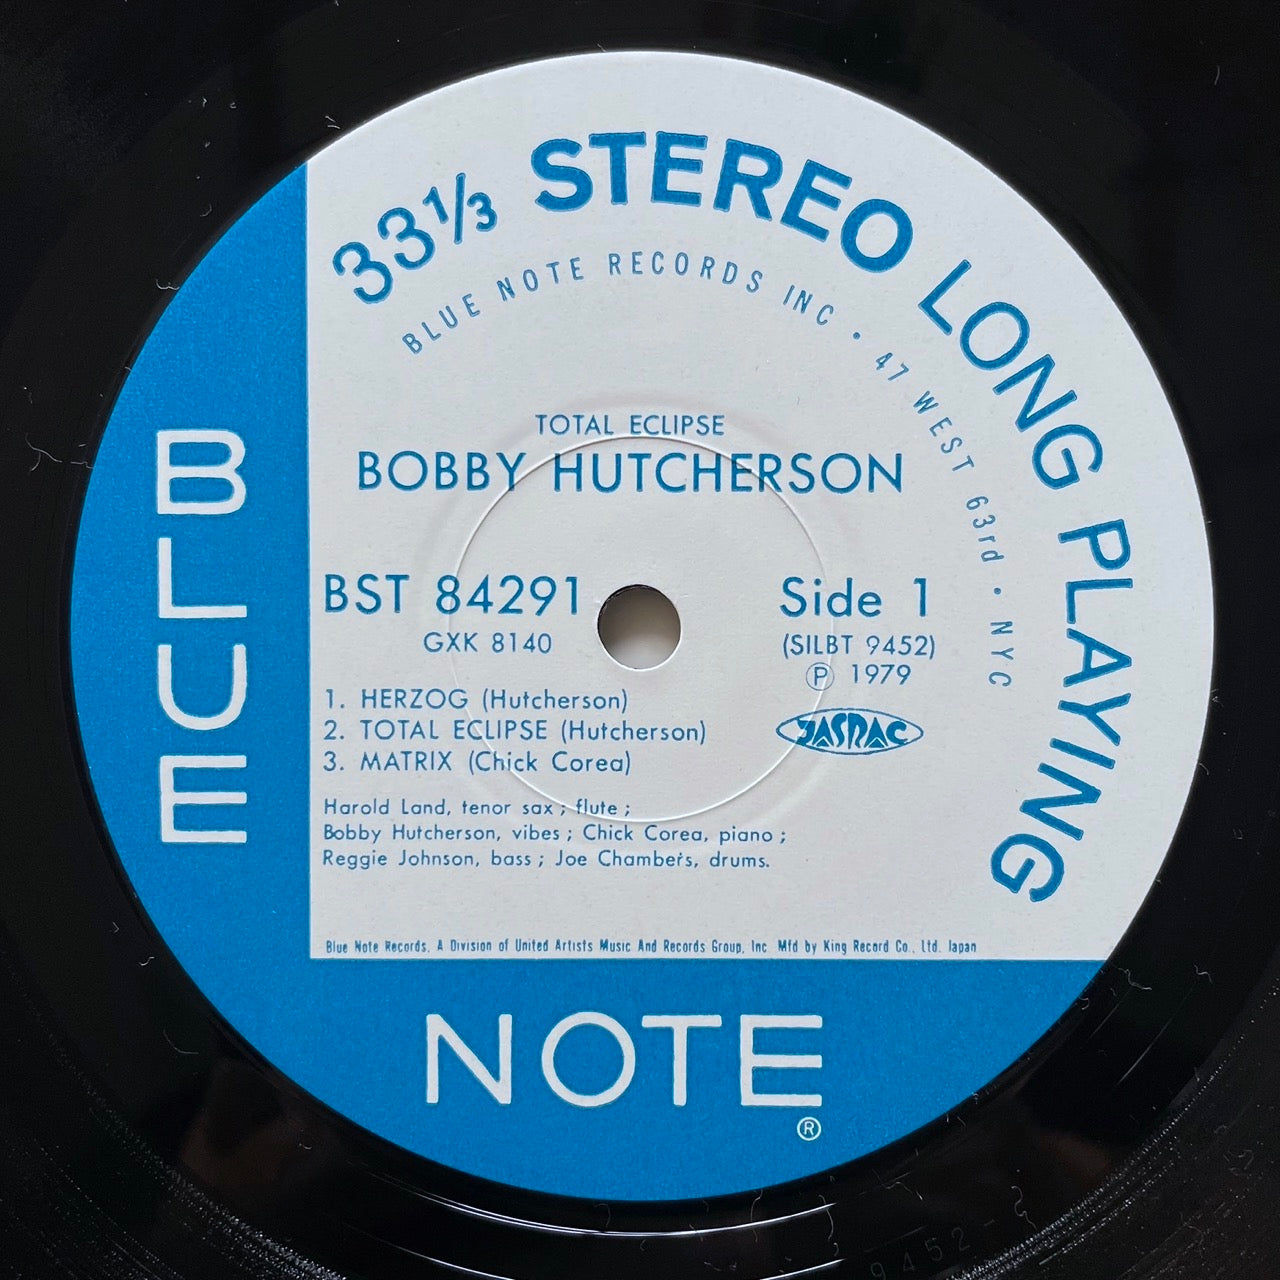 33⅓ STEREO LONG PLAYING
BLUE NOTE RECORDS INC · 47 WEST 63rd · NYC
TOTAL ECLIPSE
BOBBY HUTCHERSON
BST 84291
GXK 8140
Side 1
(SILBT 9452)
Ⓟ 1979
JASRAC
1. HERZOG (Hutcherson)
2. TOTAL ECLIPSE (Hutcherson)
3. MATRIX (Chick Corea)
Harold Land, tenor sax ; flute ;
Bobby Hutcherson, vibes ; Chick Corea, piano ;
Reggie Johnson, bass ; Joe Chambers, drums.
Blue Note Records, A Division of United Artists Music And Records Group, Inc. Mfd by King Record Co., Ltd. Japan
BLUE
NOTE
®
9452-